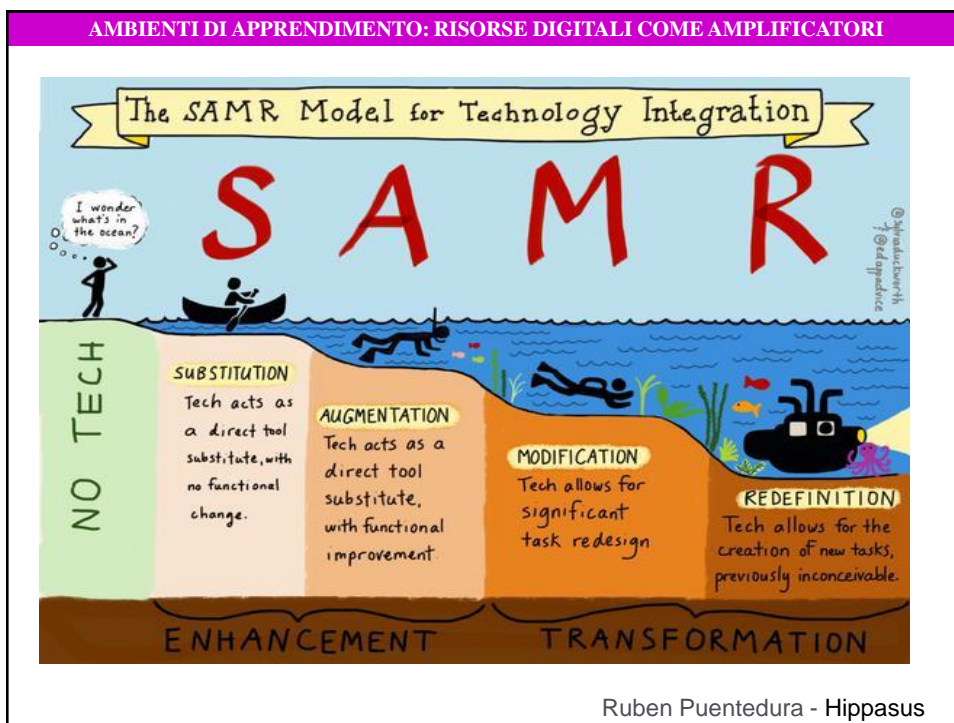 AMBIENTI DI APPRENDIMENTO: RISORSE DIGITALI COME AMPLIFICATORI
The SAMR Model for Technology Integration
S A M R
I wonder
what's in
the ocean?
@sylviaduckworth
@edappadvice
NO TECH
SUBSTITUTION
Tech acts as
a direct tool
substitute, with
no functional
change.
AUGMENTATION
Tech acts as a
direct tool
substitute,
with functional
improvement
MODIFICATION
Tech allows for
significant
task redesign
REDEFINITION
Tech allows for the
creation of new tasks,
previously inconceivable.
ENHANCEMENT
TRANSFORMATION
Ruben Puentedura - Hippasus